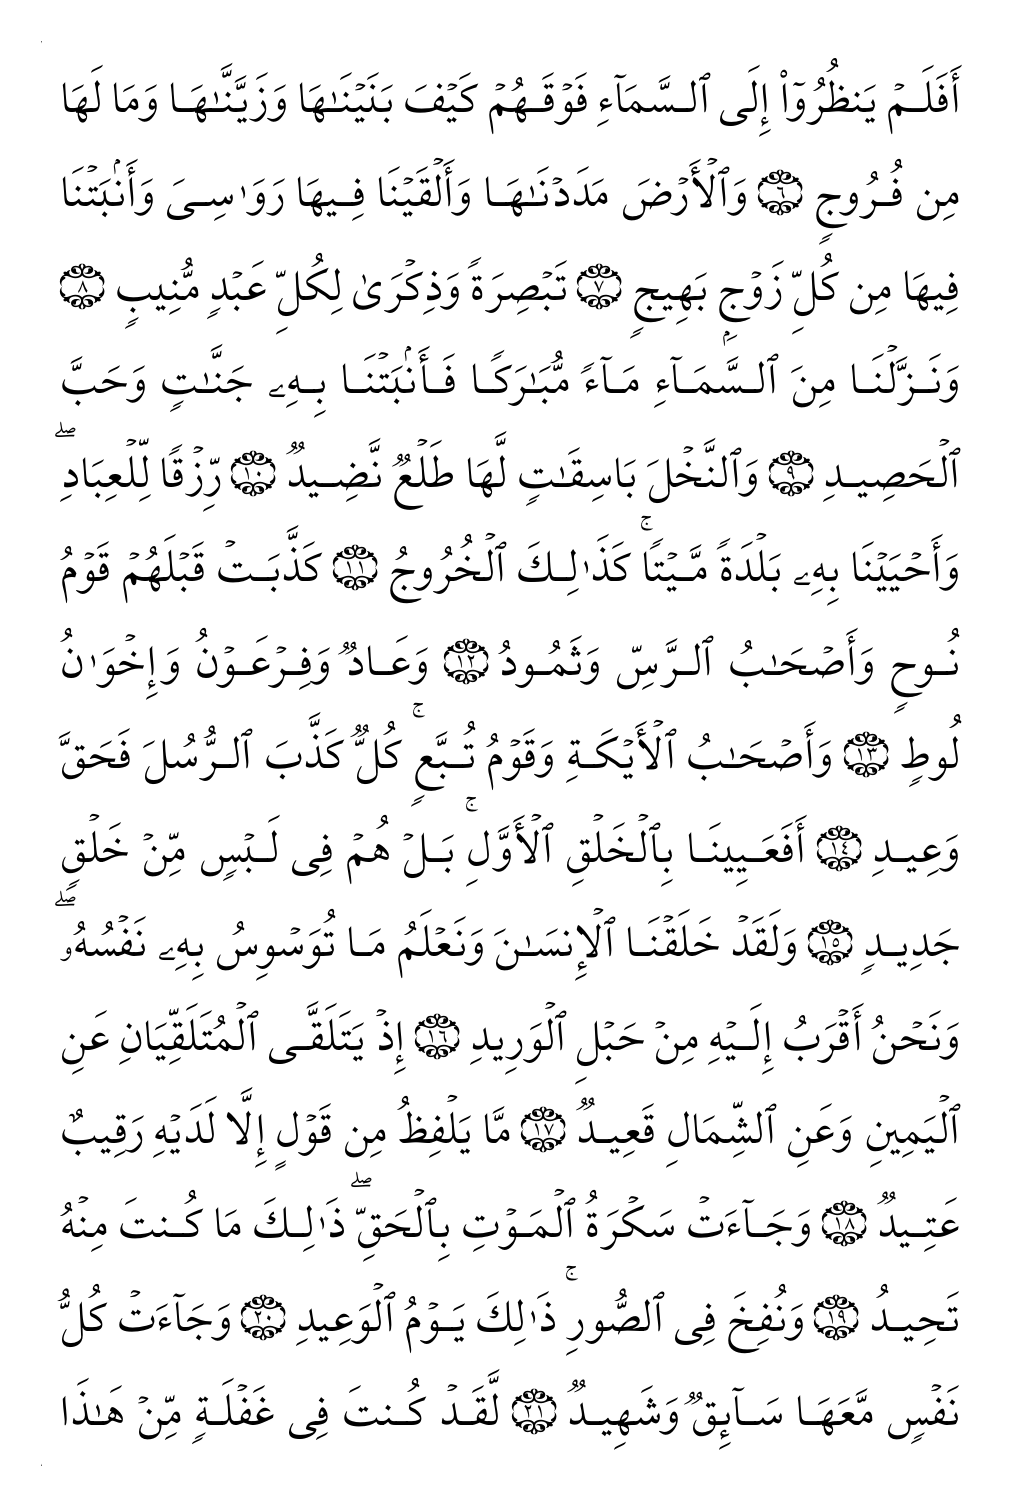 أَفَلَمْ يَنظُرُوٓا۟ إِلَى ٱلسَّمَآءِ فَوْقَهُمْ كَيْفَ بَنَيْنَـٰهَا وَزَيَّنَّـٰهَا وَمَا لَهَا
مِن فُرُوجٍ ۝٦ وَٱلْأَرْضَ مَدَدْنَـٰهَا وَأَلْقَيْنَا فِيهَا رَوَٰسِىَ وَأَنۢبَتْنَا
فِيهَا مِن كُلِّ زَوْجٍۭ بَهِيجٍ ۝٧ تَبْصِرَةً وَذِكْرَىٰ لِكُلِّ عَبْدٍ مُّنِيبٍ ۝٨
وَنَزَّلْنَا مِنَ ٱلسَّمَآءِ مَآءً مُّبَـٰرَكًا فَأَنۢبَتْنَا بِهِۦ جَنَّـٰتٍ وَحَبَّ
ٱلْحَصِيدِ ۝٩ وَٱلنَّخْلَ بَاسِقَـٰتٍ لَّهَا طَلْعٌ نَّضِيدٌ ۝١٠ رِّزْقًا لِّلْعِبَادِ ۖ
وَأَحْيَيْنَا بِهِۦ بَلْدَةً مَّيْتًا ۚ كَذَٰلِكَ ٱلْخُرُوجُ ۝١١ كَذَّبَتْ قَبْلَهُمْ قَوْمُ
نُوحٍ وَأَصْحَـٰبُ ٱلرَّسِّ وَثَمُودُ ۝١٢ وَعَادٌ وَفِرْعَوْنُ وَإِخْوَٰنُ
لُوطٍ ۝١٣ وَأَصْحَـٰبُ ٱلْأَيْكَةِ وَقَوْمُ تُبَّعٍ ۚ كُلٌّ كَذَّبَ ٱلرُّسُلَ فَحَقَّ
وَعِيدِ ۝١٤ أَفَعَيِينَا بِٱلْخَلْقِ ٱلْأَوَّلِ ۚ بَلْ هُمْ فِى لَبْسٍ مِّنْ خَلْقٍ
جَدِيدٍ ۝١٥ وَلَقَدْ خَلَقْنَا ٱلْإِنسَـٰنَ وَنَعْلَمُ مَا تُوَسْوِسُ بِهِۦ نَفْسُهُۥ ۖ
وَنَحْنُ أَقْرَبُ إِلَيْهِ مِنْ حَبْلِ ٱلْوَرِيدِ ۝١٦ إِذْ يَتَلَقَّى ٱلْمُتَلَقِّيَانِ عَنِ
ٱلْيَمِينِ وَعَنِ ٱلشِّمَالِ قَعِيدٌ ۝١٧ مَّا يَلْفِظُ مِن قَوْلٍ إِلَّا لَدَيْهِ رَقِيبٌ
عَتِيدٌ ۝١٨ وَجَآءَتْ سَكْرَةُ ٱلْمَوْتِ بِٱلْحَقِّ ۖ ذَٰلِكَ مَا كُنتَ مِنْهُ
تَحِيدُ ۝١٩ وَنُفِخَ فِى ٱلصُّورِ ۚ ذَٰلِكَ يَوْمُ ٱلْوَعِيدِ ۝٢٠ وَجَآءَتْ كُلُّ
نَفْسٍ مَّعَهَا سَآئِقٌ وَشَهِيدٌ ۝٢١ لَّقَدْ كُنتَ فِى غَفْلَةٍ مِّنْ هَـٰذَا